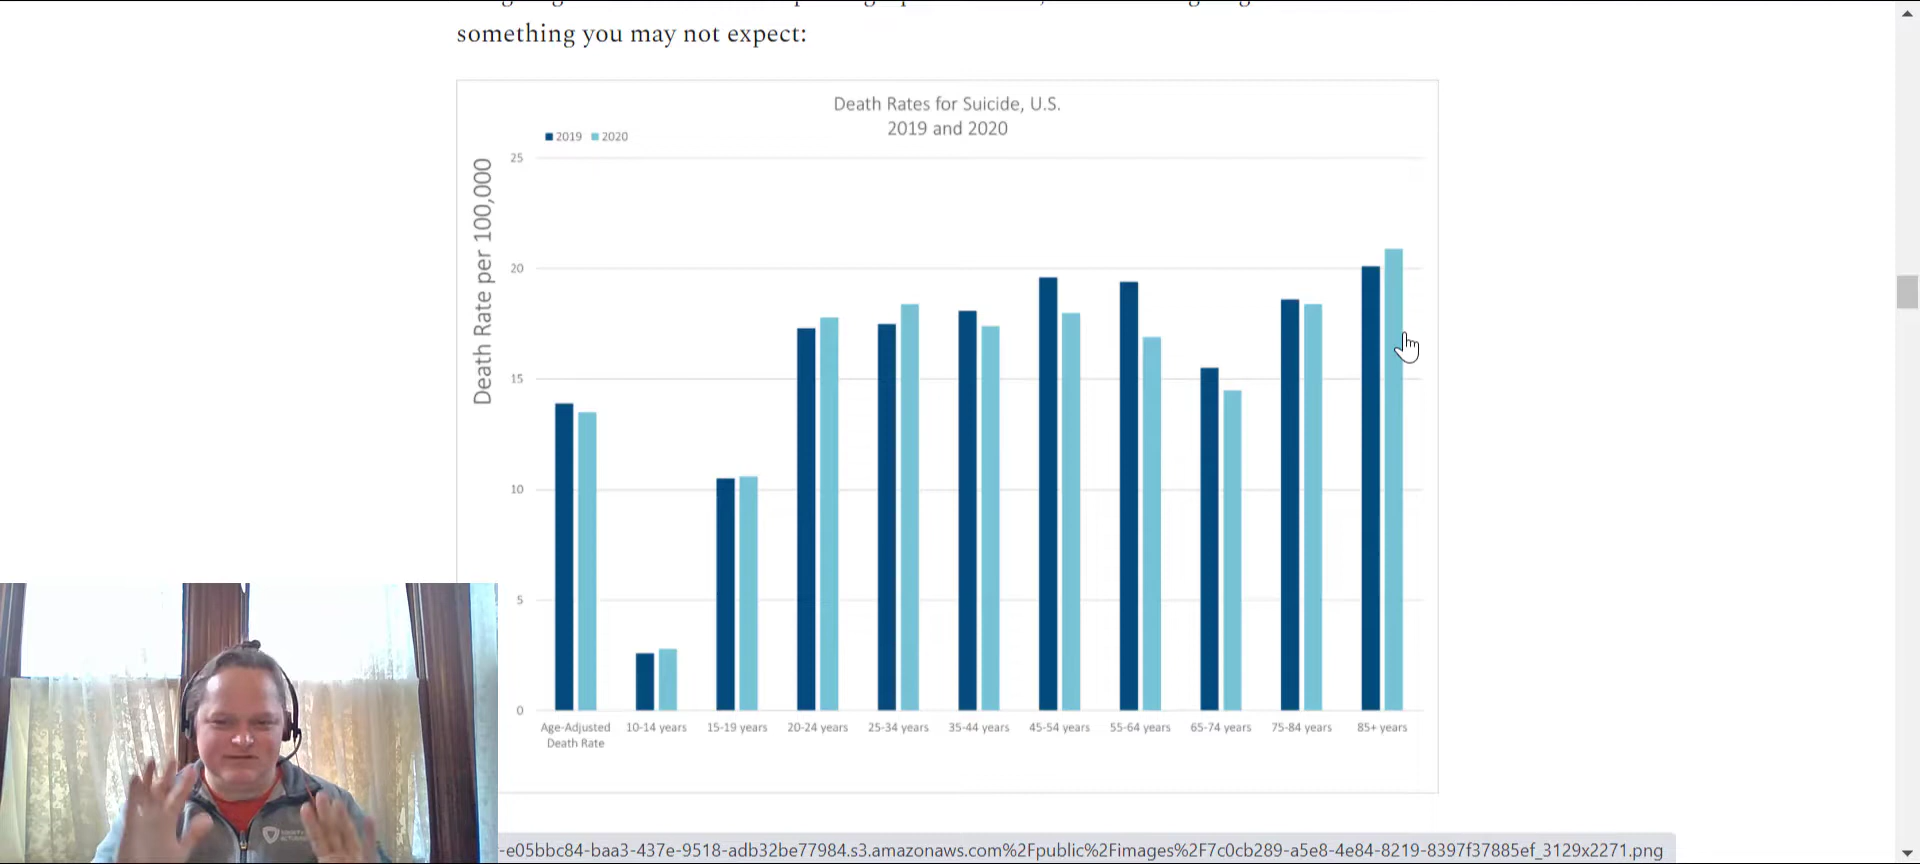 something you may not expect:
Death Rates for Suicide, U.S.
2019 and 2020
2019 2020
Death Rate per 100,000
25
20
15
10
5
0
Age-Adjusted 10-14 years 15-19 years 20-24 years 25-34 years 35-44 years 45-54 years 55-64 years 65-74 years 75-84 years 85+ years
Death Rate
-e05bbc84-baa3-437e-9518-adb32be77984.s3.amazonaws.com%2Fpublic%2Fimages%2F7c0cb289-a5e8-4e84-8219-8397f37885ef_3129x2271.png